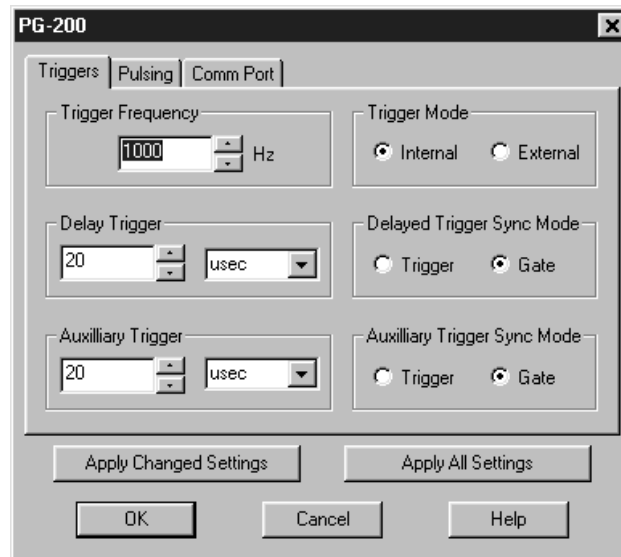 PG-200
Triggers Pulsing Comm Port
Trigger Frequency
1000 Hz
Trigger Mode
Internal External
Delay Trigger
20 usec
Delayed Trigger Sync Mode
Trigger Gate
Auxilliary Trigger
20 usec
Auxilliary Trigger Sync Mode
Trigger Gate
Apply Changed Settings Apply All Settings
OK Cancel Help